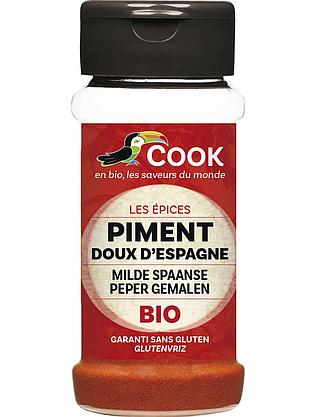 COOK
en bio, les saveurs du monde
LES ÉPICES
PIMENT
DOUX D'ESPAGNE
MILDE SPAANSE
PEPER GEMALEN
BIO
GARANTI SANS GLUTEN
GLUTENVRIZ